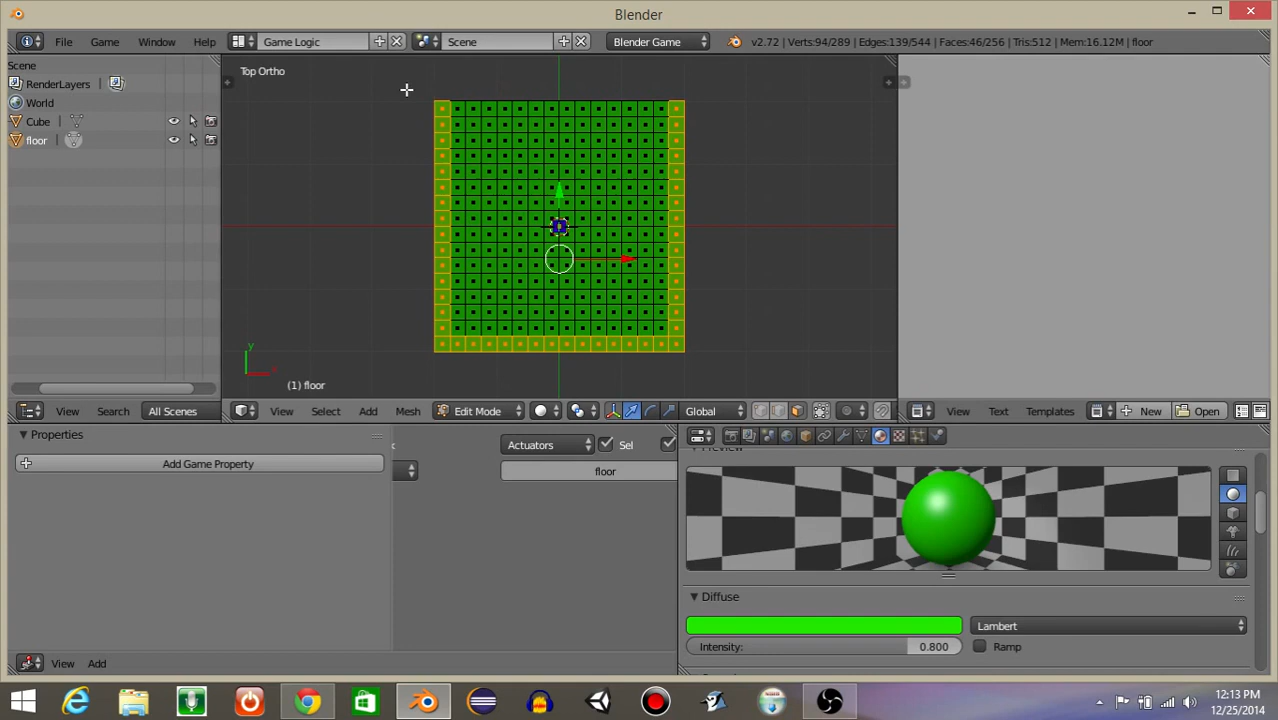 Blender
File Game Window Help Game Logic Scene Blender Game v2.72 | Verts:94/289 | Edges:139/544 | Faces:46/256 | Tris:512 | Mem:16.12M | floor
Scene
RenderLayers |
World
Cube
floor
Top Ortho
y
x
(1) floor
View Search All Scenes
View Select Add Mesh Edit Mode Global
View Text Templates New Open
Properties
Add Game Property
Actuators Sel
floor
View Add
Preview
Diffuse
Lambert
Intensity: 0.800 Ramp
12:13 PM
12/25/2014